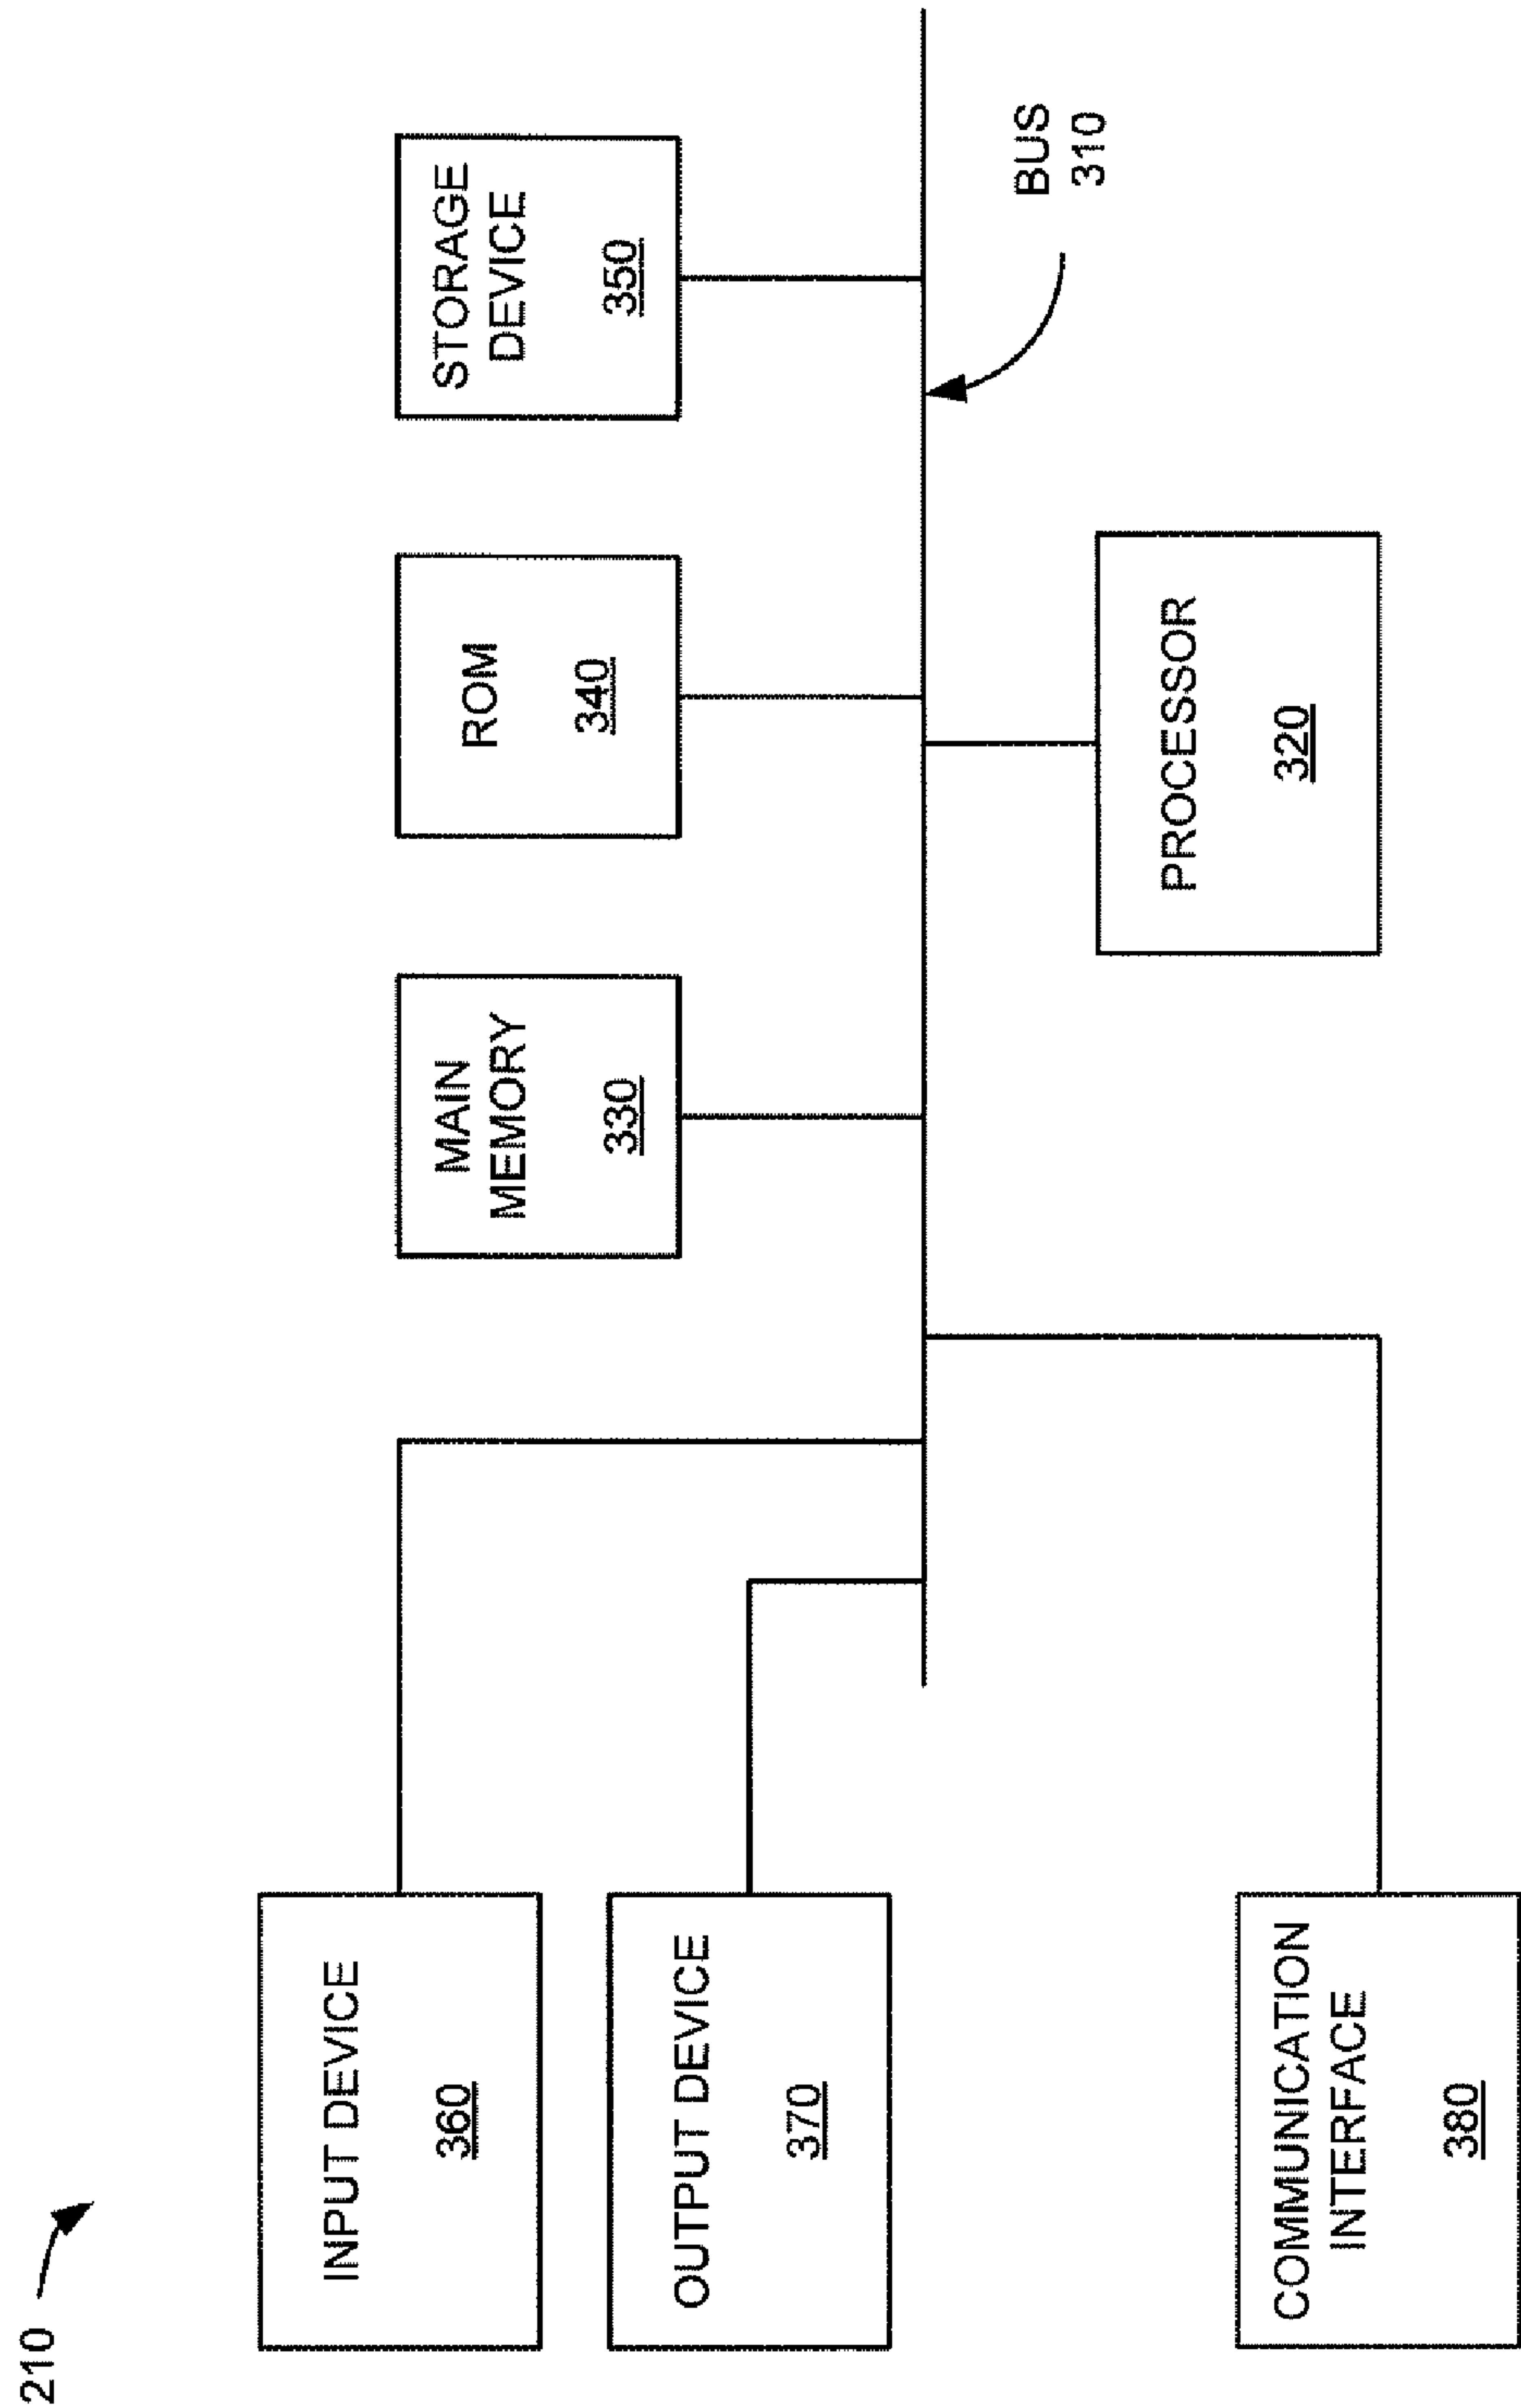 210
INPUT DEVICE
360
OUTPUT DEVICE
370
COMMUNICATION
INTERFACE
380
MAIN
MEMORY
330
ROM
340
STORAGE
DEVICE
350
BUS
310
PROCESSOR
320